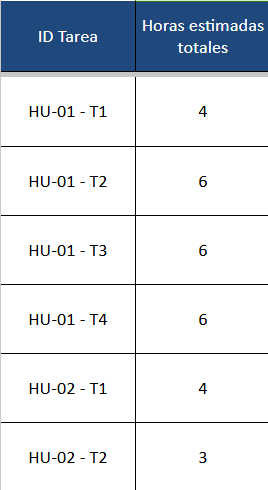 ID Tarea
Horas estimadas
totales
HU-01 - T1
4
HU-01 - T2
6
HU-01 - T3
6
HU-01 - T4
6
HU-02 - T1
4
HU-02 - T2
3